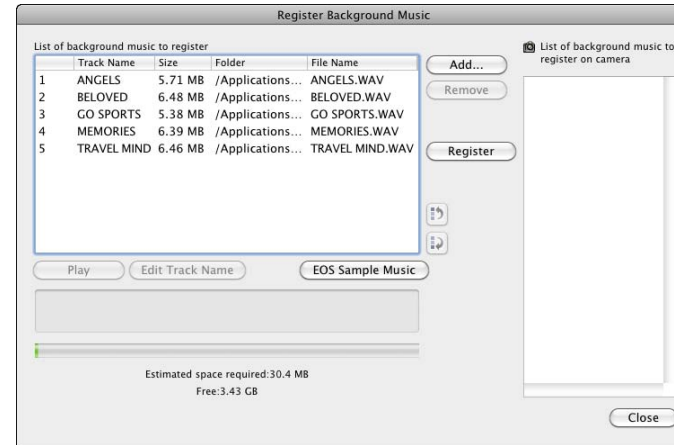 Register Background Music
List of background music to register
Track Name Size Folder File Name
1 ANGELS 5.71 MB /Applications... ANGELS.WAV
2 BELOVED 6.48 MB /Applications... BELOVED.WAV
3 GO SPORTS 5.38 MB /Applications... GO SPORTS.WAV
4 MEMORIES 6.39 MB /Applications... MEMORIES.WAV
5 TRAVEL MIND 6.46 MB /Applications... TRAVEL MIND.WAV
Add...
Remove
Register
Play Edit Track Name EOS Sample Music
Estimated space required:30.4 MB
Free:3.43 GB
List of background music to
register on camera
Close